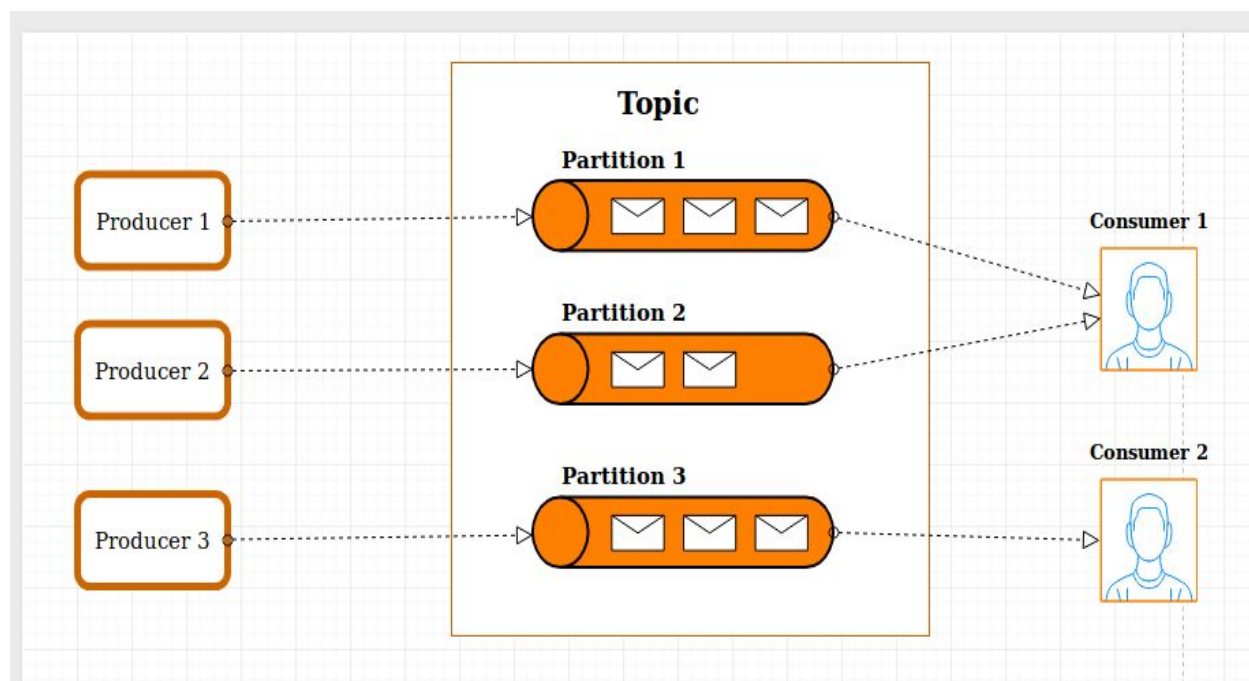 Topic
Partition 1
Producer 1
Consumer 1
Partition 2
Producer 2
Consumer 2
Partition 3
Producer 3